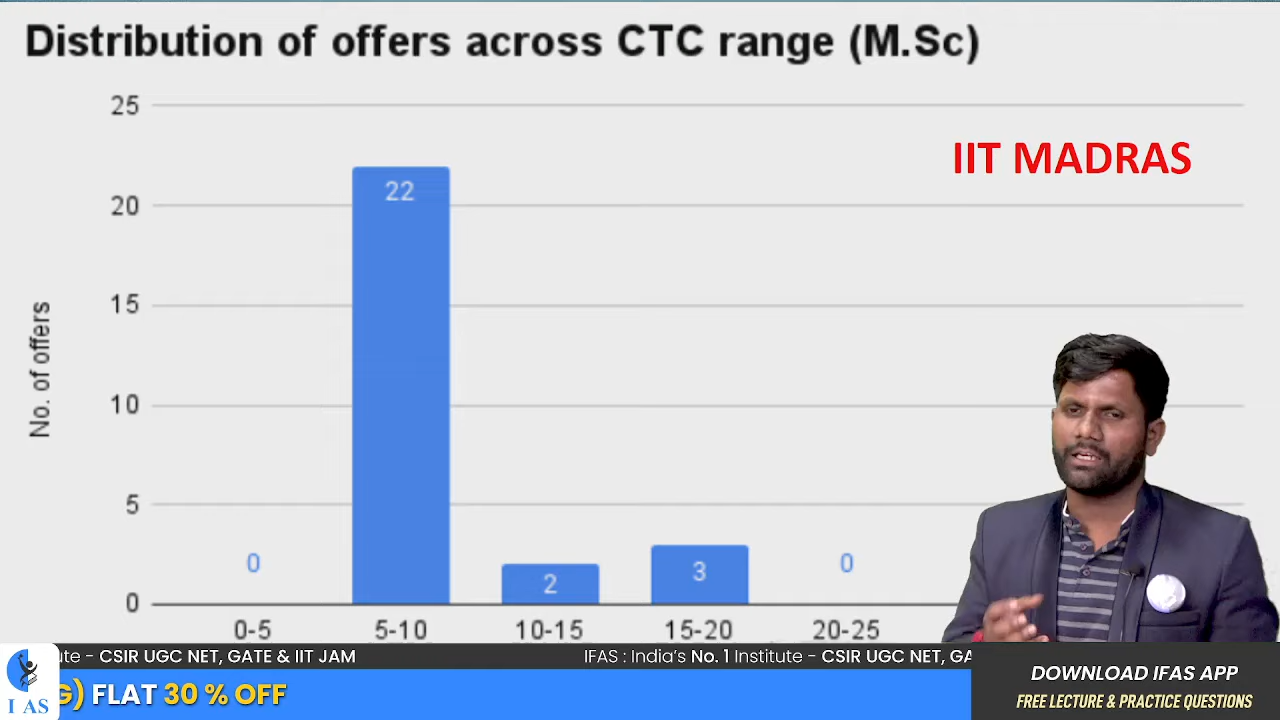 Distribution of offers across CTC range (M.Sc)
IIT MADRAS
No. of offers
25
20
15
10
5
0
0
22
2
3
0
0-5
5-10
10-15
15-20
20-25
- CSIR UGC NET, GATE & IIT JAM
IFAS : India's No. 1 Institute - CSIR UGC NET,
FLAT 30 % OFF
DOWNLOAD IFAS APP
FREE LECTURE & PRACTICE QUESTIONS